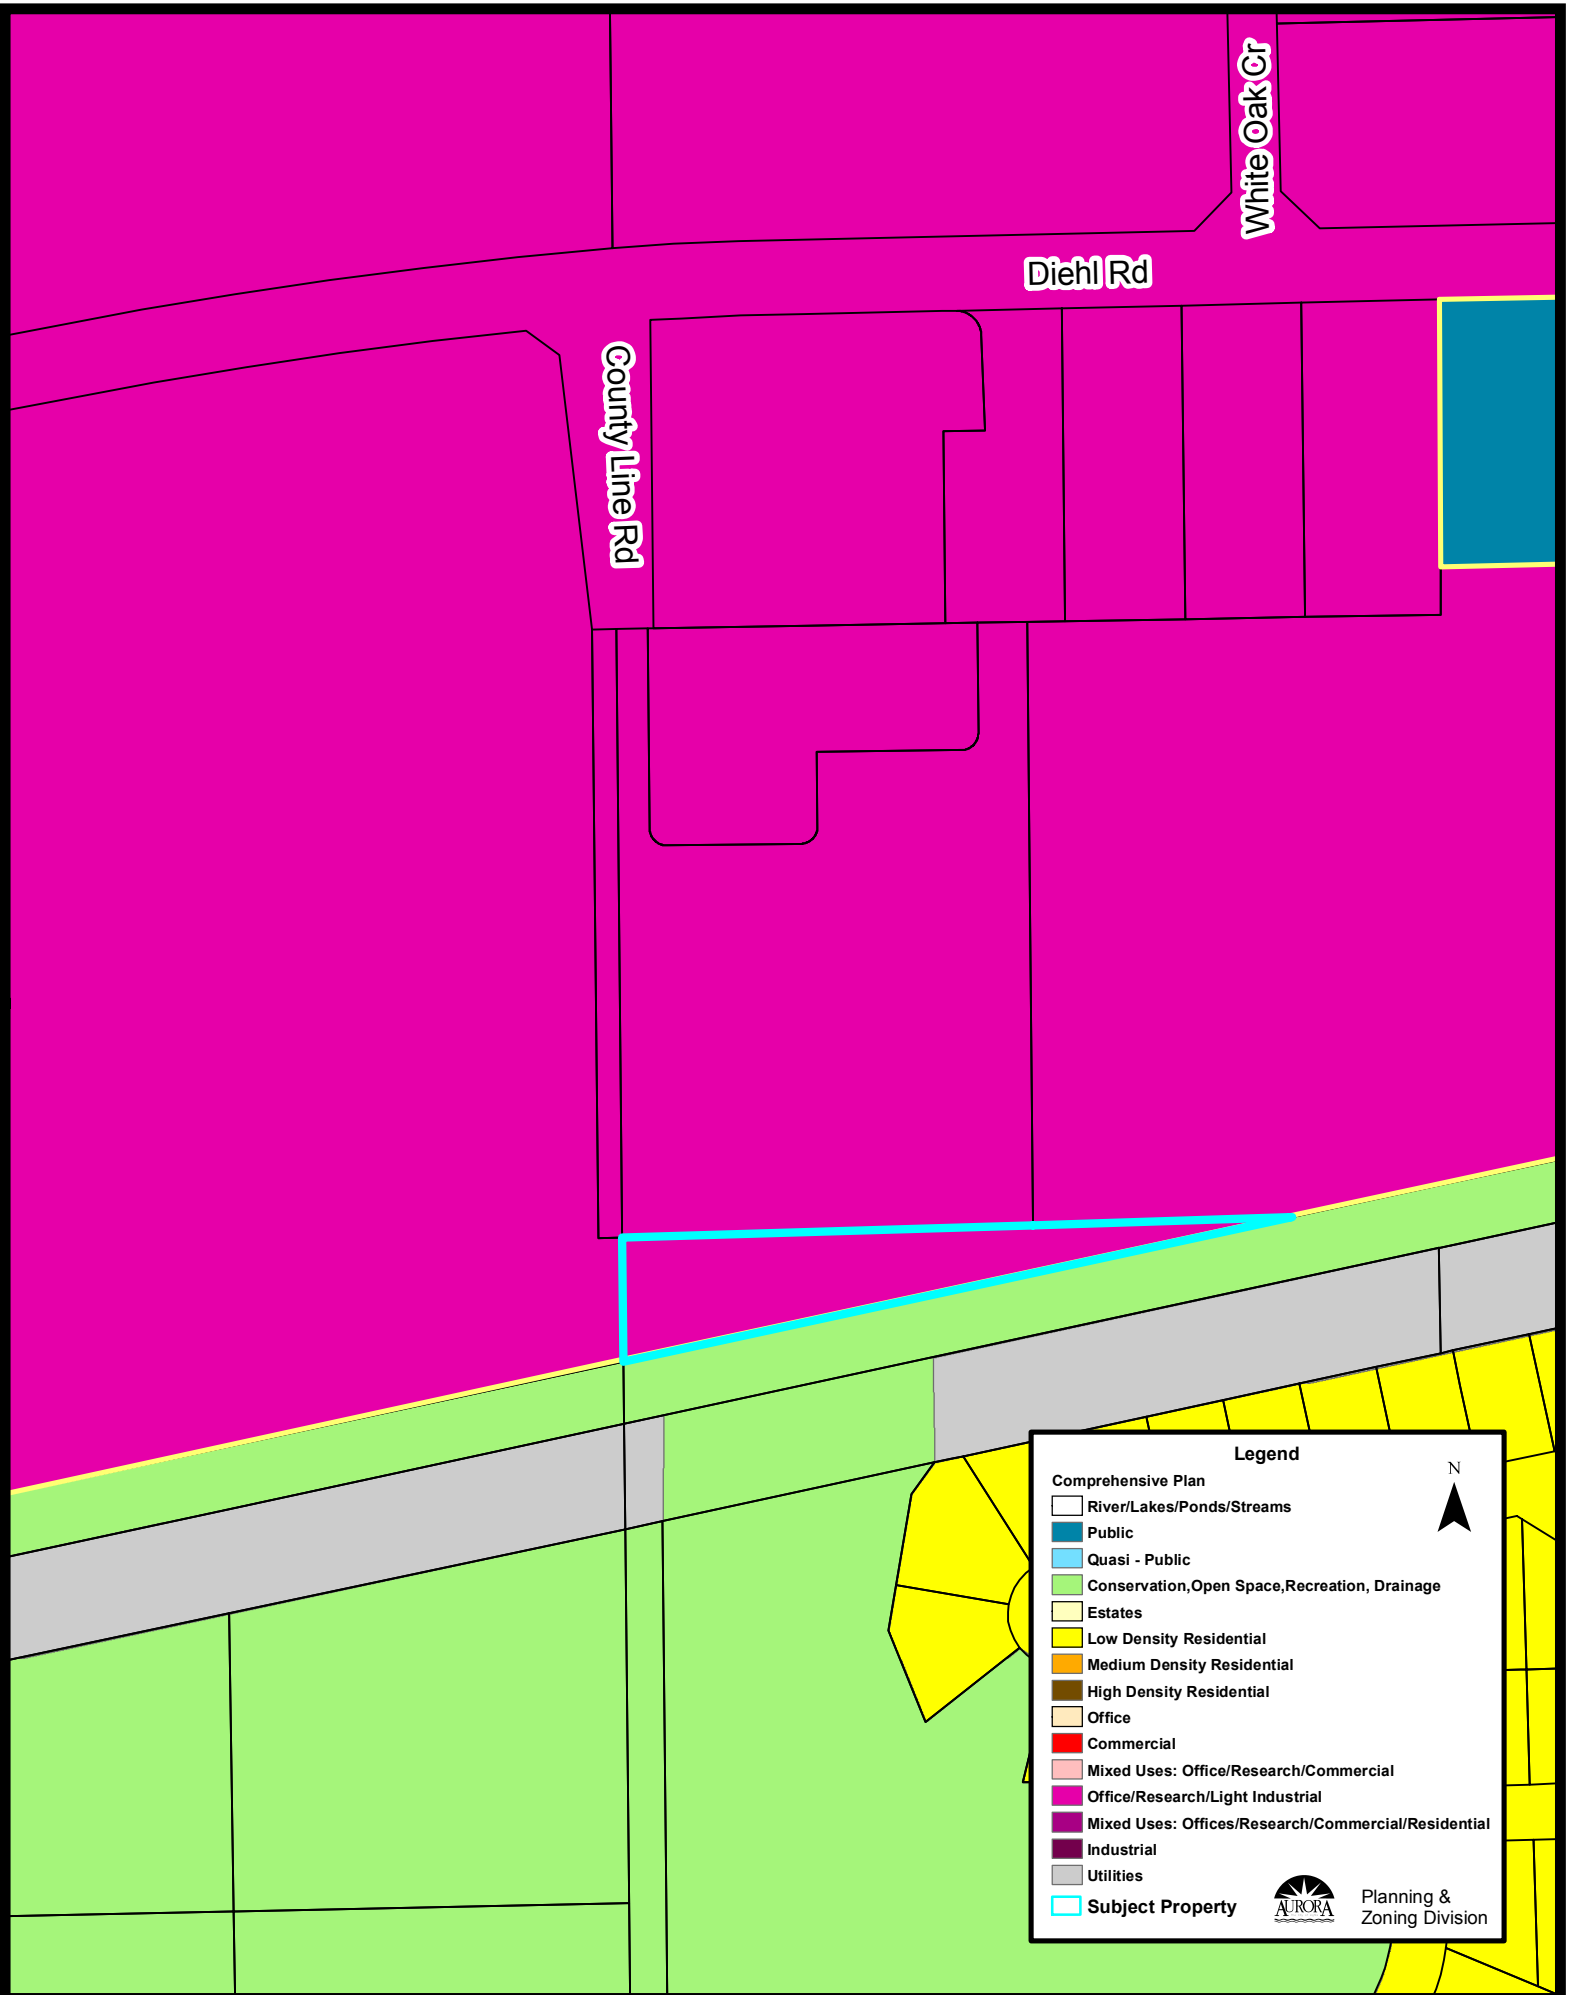 White Oak Cr
Diehl Rd
County Line Rd
Legend
N
Comprehensive Plan
River/Lakes/Ponds/Streams
Public
Quasi - Public
Conservation,Open Space,Recreation, Drainage
Estates
Low Density Residential
Medium Density Residential
High Density Residential
Office
Commercial
Mixed Uses: Office/Research/Commercial
Office/Research/Light Industrial
Mixed Uses: Offices/Research/Commercial/Residential
Industrial
Utilities
Subject Property
AURORA
Planning &
Zoning Division